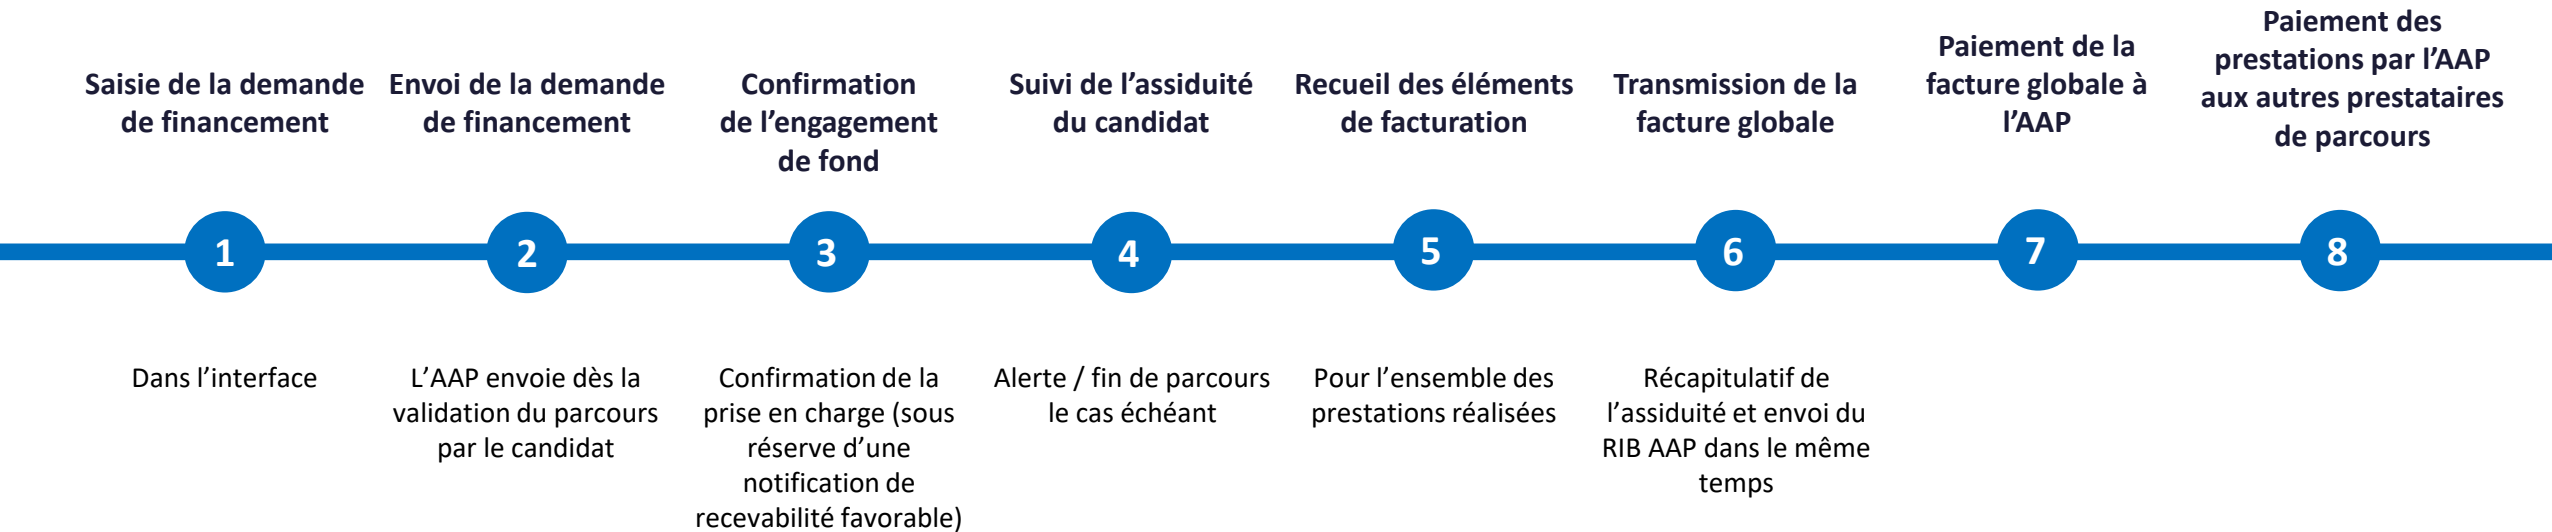 Saisie de la demande
de financement
Envoi de la demande
de financement
Confirmation
de l’engagement
de fond
Suivi de l’assiduité
du candidat
Recueil des éléments
de facturation
Transmission de la
facture globale
Paiement de la
facture globale à
l’AAP
Paiement des
prestations par l’AAP
aux autres prestataires
de parcours
1
2
3
4
5
6
7
8
Dans l’interface
L’AAP envoie dès la
validation du parcours
par le candidat
Confirmation de la
prise en charge (sous
réserve d’une
notification de
recevabilité favorable)
Alerte / fin de parcours
le cas échéant
Pour l’ensemble des
prestations réalisées
Récapitulatif de
l’assiduité et envoi du
RIB AAP dans le même
temps